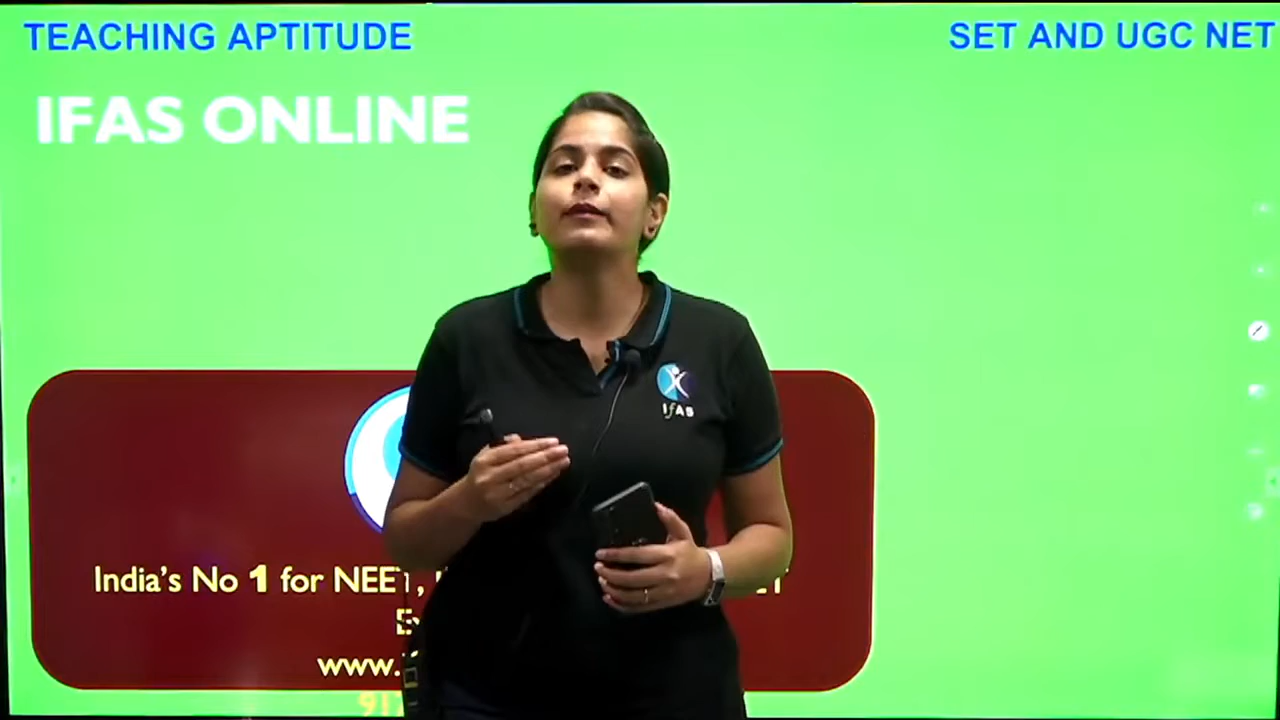 TEACHING APTITUDE
SET AND UGC NET
IFAS ONLINE
IFAS
India's No 1 for NEET,
www.